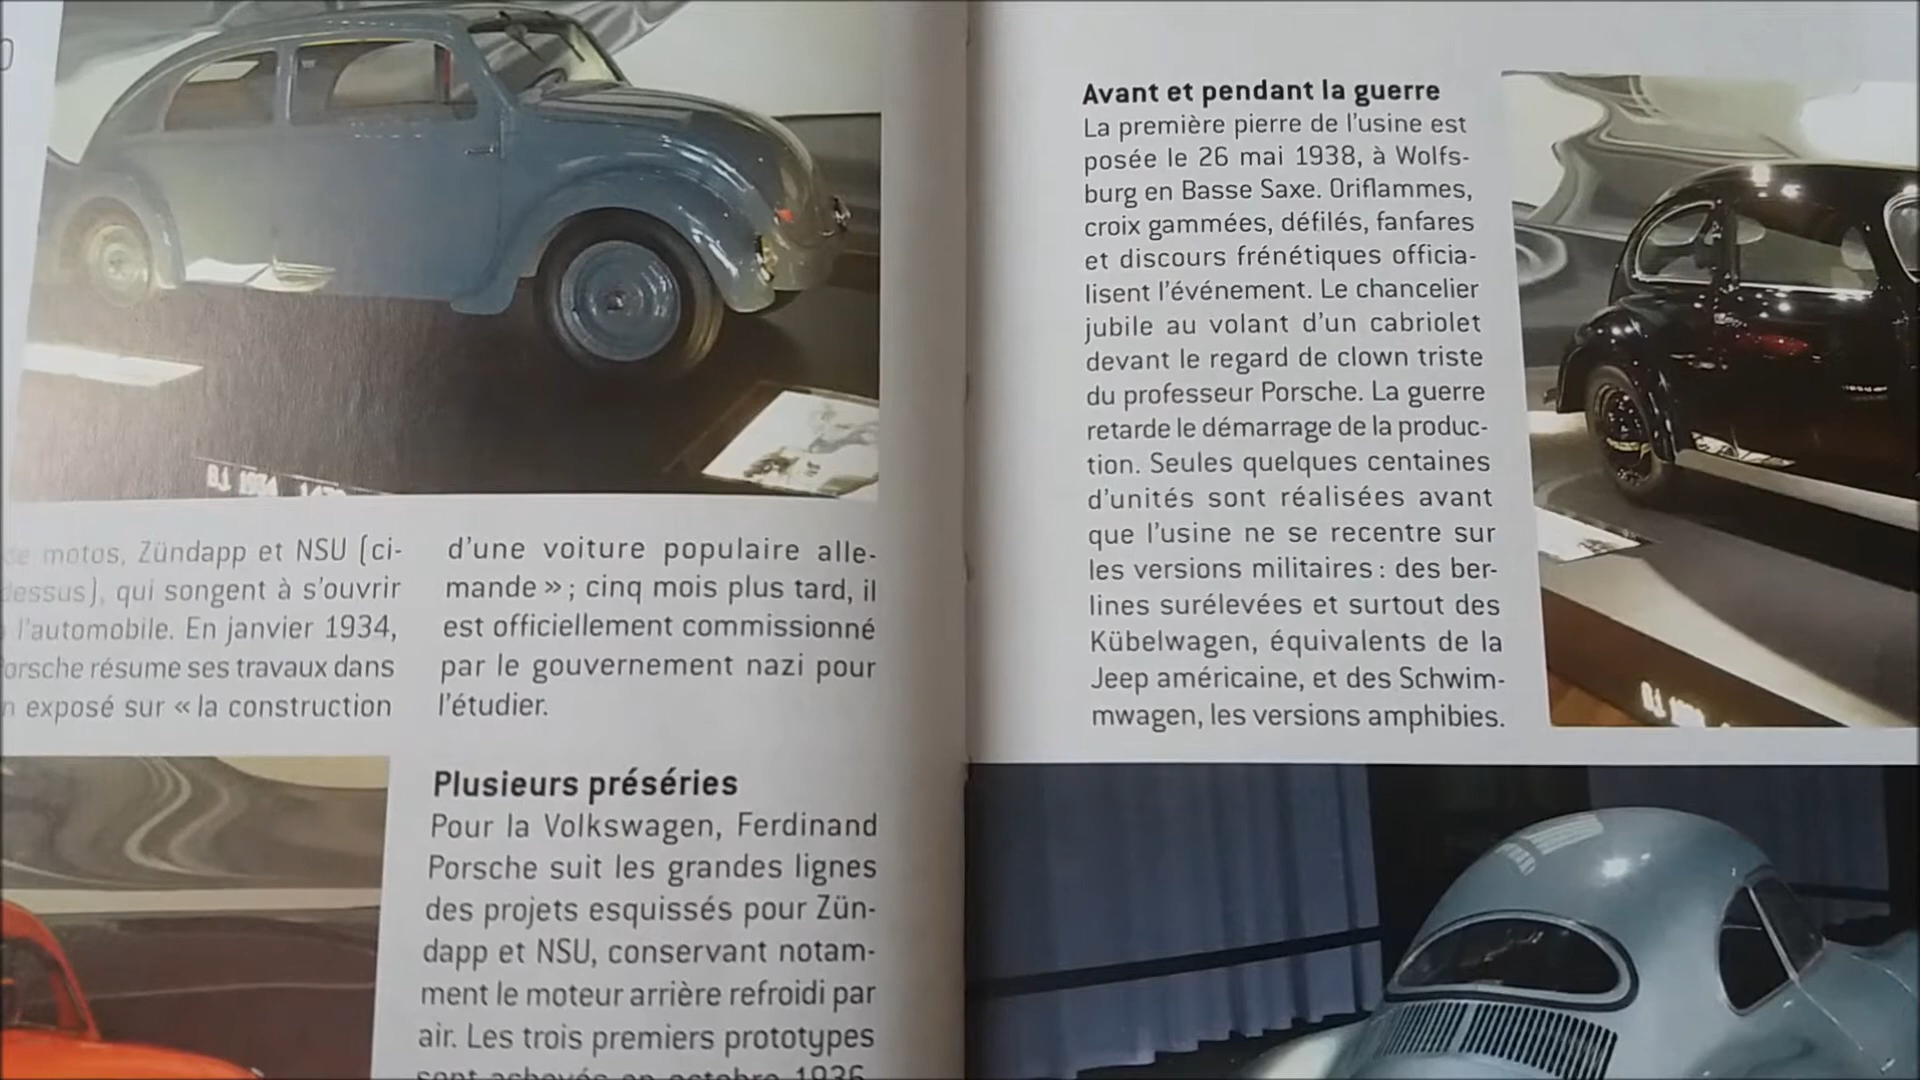 motos, Zündapp et NSU (ci-
dessus), qui songent à s'ouvrir
l'automobile. En janvier 1934,
orsche résume ses travaux dans
exposé sur « la construction
d'une voiture populaire alle-
mande » ; cinq mois plus tard, il
est officiellement commissionné
par le gouvernement nazi pour
l'étudier.
Plusieurs préséries
Pour la Volkswagen, Ferdinand
Porsche suit les grandes lignes
des projets esquissés pour Zün-
dapp et NSU, conservant notam-
ment le moteur arrière refroidi par
air. Les trois premiers prototypes
sont achevés en octobre 1936,
Avant et pendant la guerre
La première pierre de l'usine est
posée le 26 mai 1938, à Wolfs-
burg en Basse Saxe. Oriflammes,
croix gammées, défilés, fanfares
et discours frénétiques officia-
lisent l'événement. Le chancelier
jubile au volant d'un cabriolet
devant le regard de clown triste
du professeur Porsche. La guerre
retarde le démarrage de la produc-
tion. Seules quelques centaines
d'unités sont réalisées avant
que l'usine ne se recentre sur
les versions militaires : des ber-
lines surélevées et surtout des
Kübelwagen, équivalents de la
Jeep américaine, et des Schwim-
mwagen, les versions amphibies.